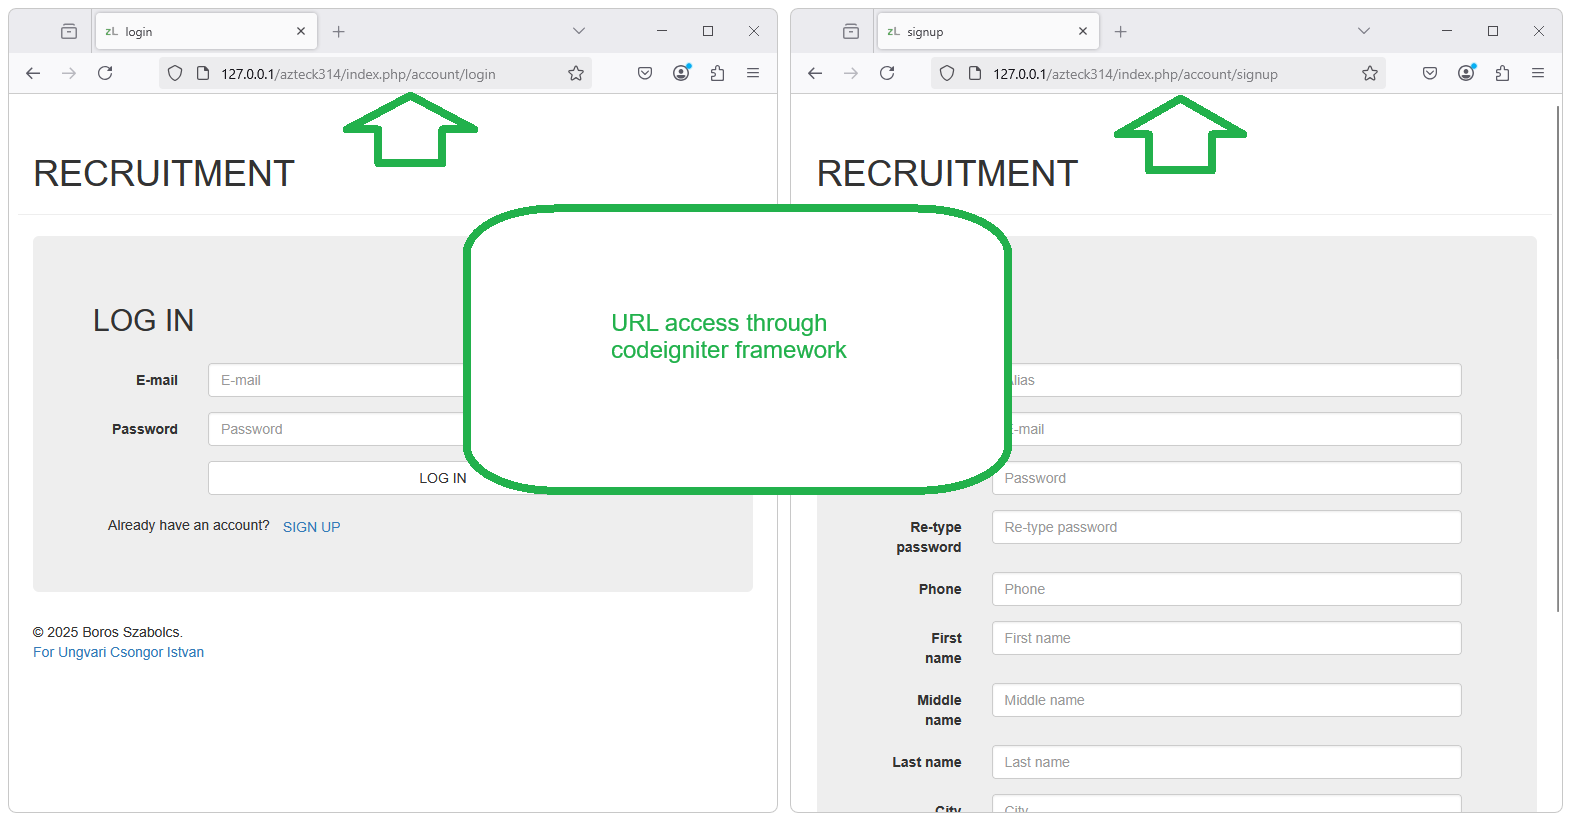 zL login
127.0.0.1/azteck314/index.php/account/login
RECRUITMENT
LOG IN
E-mail
E-mail
Password
Password
LOG IN
Already have an account? SIGN UP
© 2025 Boros Szabolcs.
For Ungvari Csongor Istvan
URL access through
codeigniter framework
zL signup
127.0.0.1/azteck314/index.php/account/signup
RECRUITMENT
lias
-mail
Password
Re-type
password
Re-type password
Phone
Phone
First
name
First name
Middle
name
Middle name
Last name
Last name
City
City